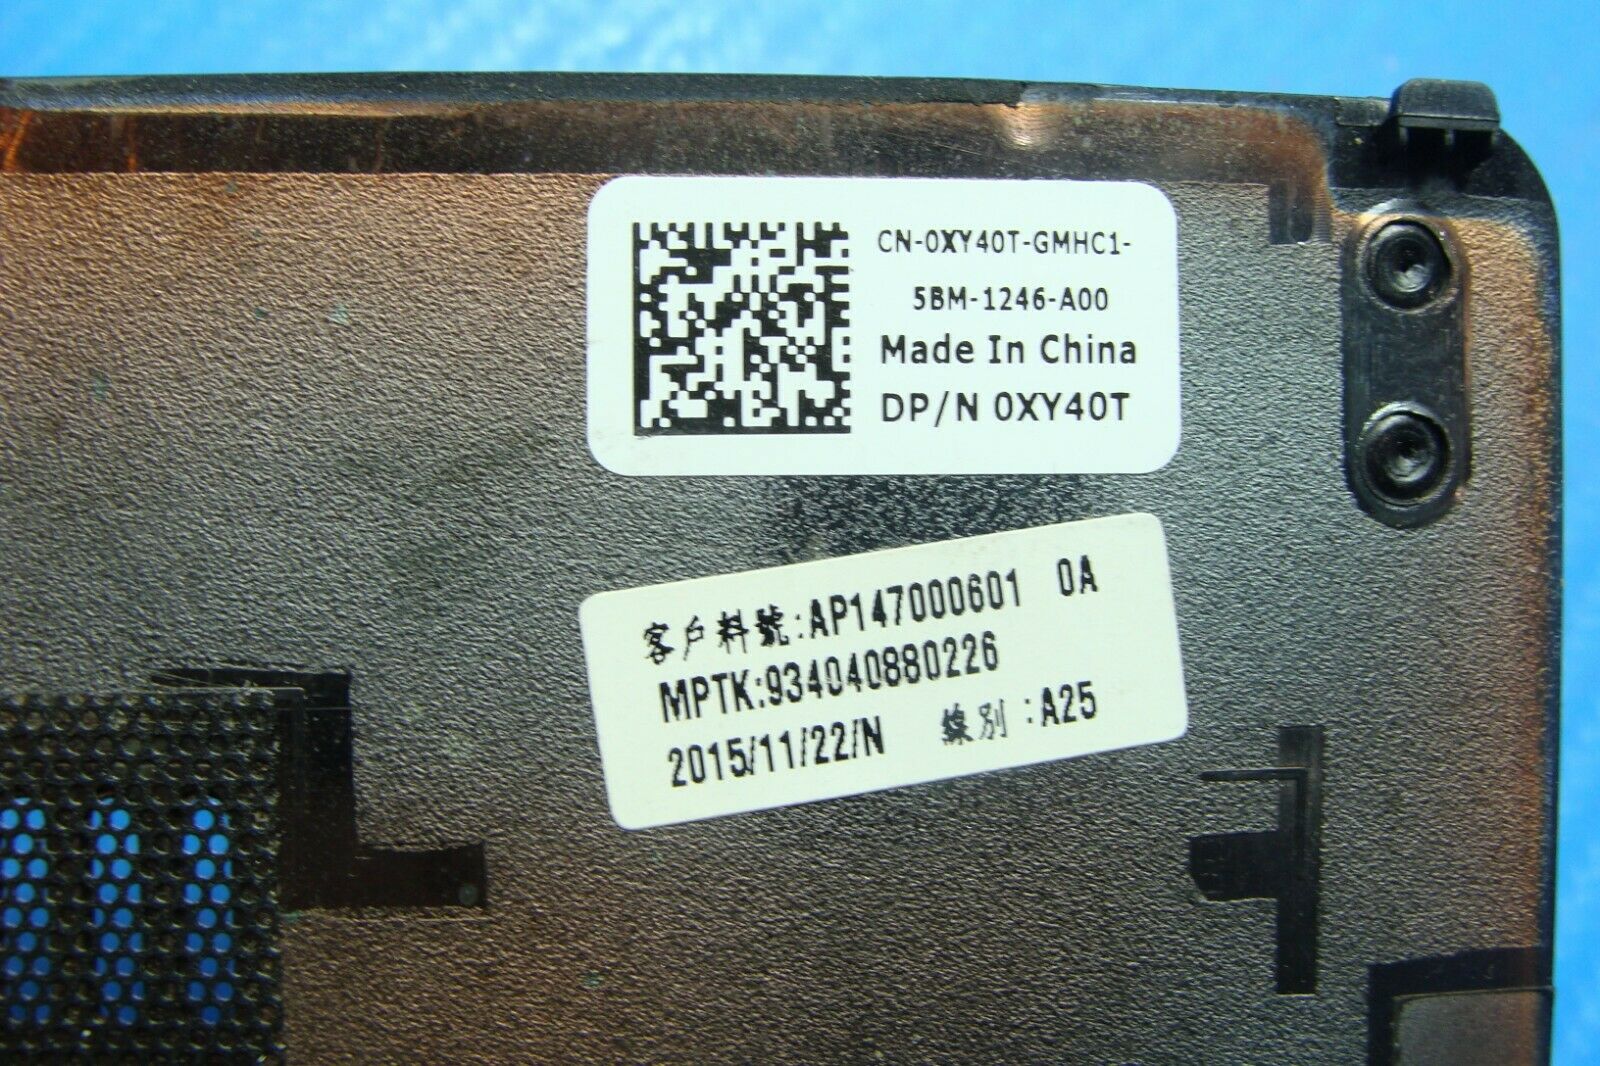 CN-0XY40T-GMHC1-
5BM-1246-A00
Made In China
DP/N 0XY40T
客戶料號:AP147000601 0A
MPTK:934040880226
2015/11/22/N 線別:A25